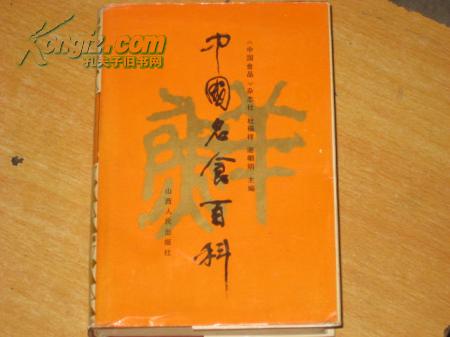 Kongfz.com
孔夫子旧书网
《中国食品》杂志社 杜福祥 谢帼明 主编
中國名食百科
山西人民出版社
鲜